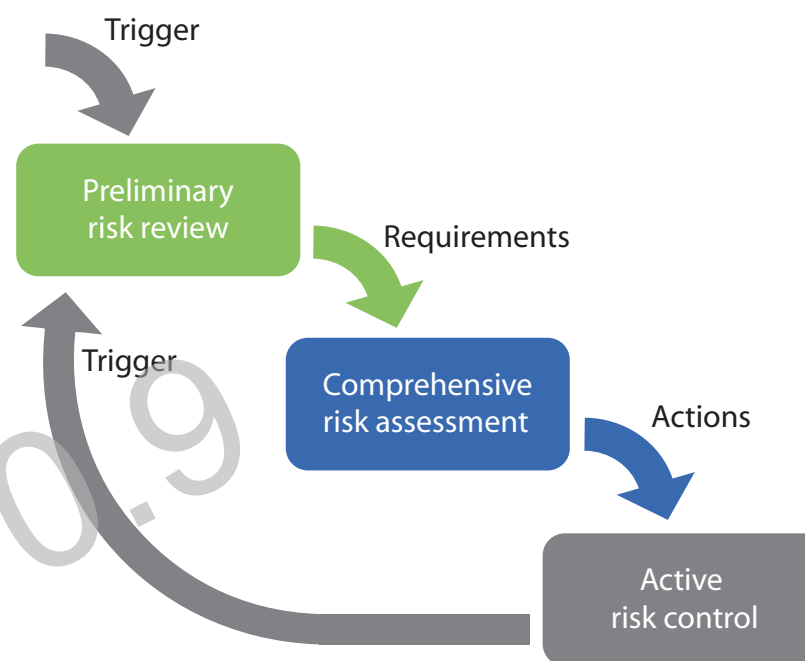 Trigger
Preliminary
risk review
Requirements
Trigger
Comprehensive
risk assessment
Actions
0.9
Active
risk control